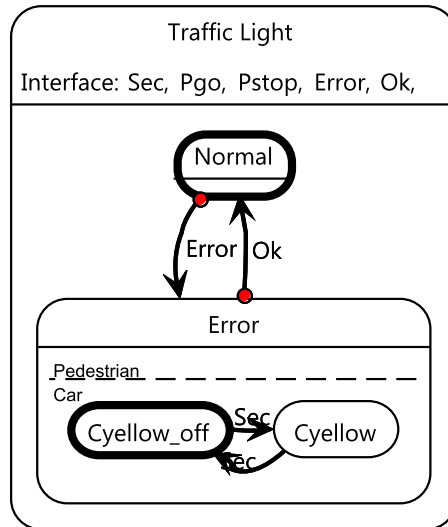 Traffic Light
Interface: Sec, Pgo, Pstop, Error, Ok,
Normal
Error Ok
Error
Pedestrian
Car
Cyellow_off Sec Cyellow
Sec